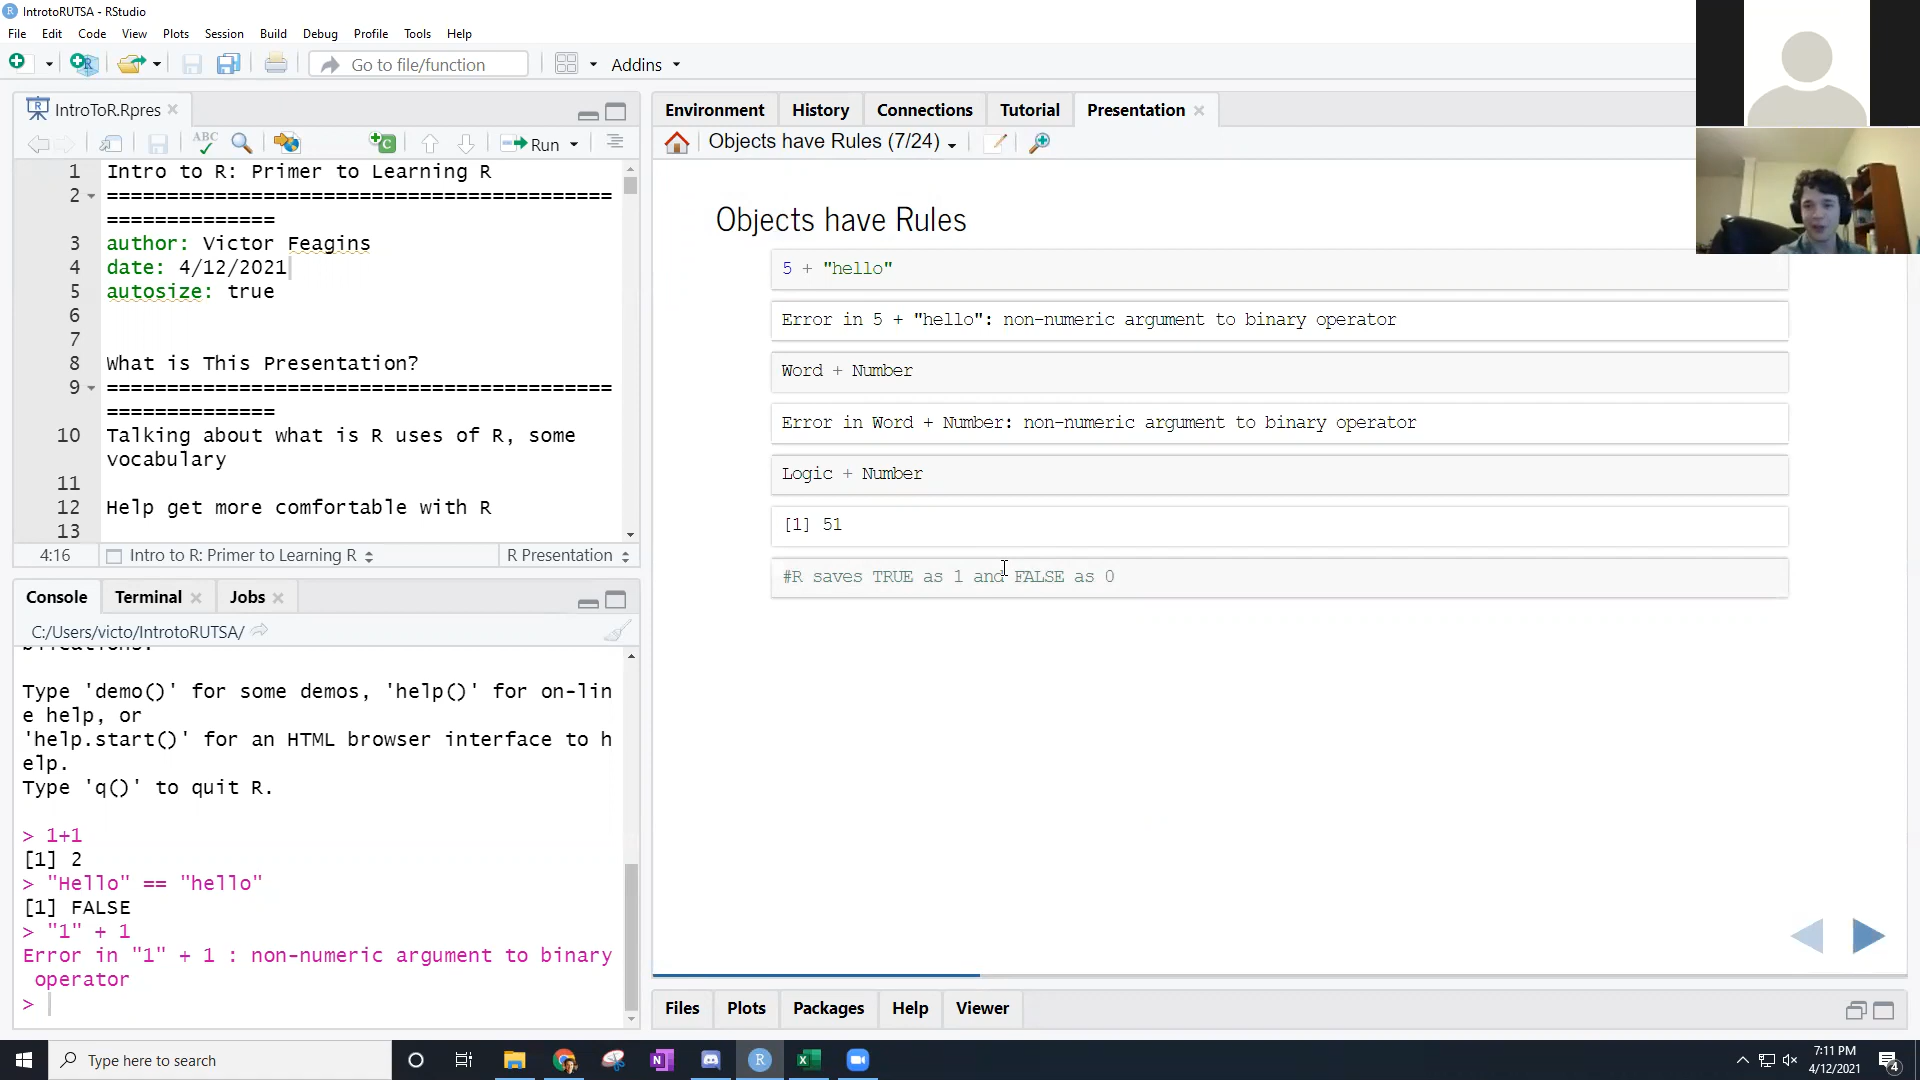 IntrotoRUTSA - RStudio
File Edit Code View Plots Session Build Debug Profile Tools Help
Go to file/function
Addins
IntroToR.Rpres
Run
1 Intro to R: Primer to Learning R
2 ==========================================
==============
3 author: Victor Feagins
4 date: 4/12/2021
5 autosize: true
6
7
8 What is This Presentation?
9 ==========================================
==============
10 Talking about what is R uses of R, some
vocabulary
11
12 Help get more comfortable with R
13
4:16 Intro to R: Primer to Learning R R Presentation
Console Terminal Jobs
C:/Users/victo/IntrotoRUTSA/
Type 'demo()' for some demos, 'help()' for on-lin
e help, or
'help.start()' for an HTML browser interface to h
elp.
Type 'q()' to quit R.
> 1+1
[1] 2
> "Hello" == "hello"
[1] FALSE
> "1" + 1
Error in "1" + 1 : non-numeric argument to binary
operator
>
Environment History Connections Tutorial Presentation
Objects have Rules (7/24)
Objects have Rules
5 + "hello"
Error in 5 + "hello": non-numeric argument to binary operator
Word + Number
Error in Word + Number: non-numeric argument to binary operator
Logic + Number
[1] 51
#R saves TRUE as 1 and FALSE as 0
Files Plots Packages Help Viewer
Type here to search
7:11 PM
4/12/2021
4